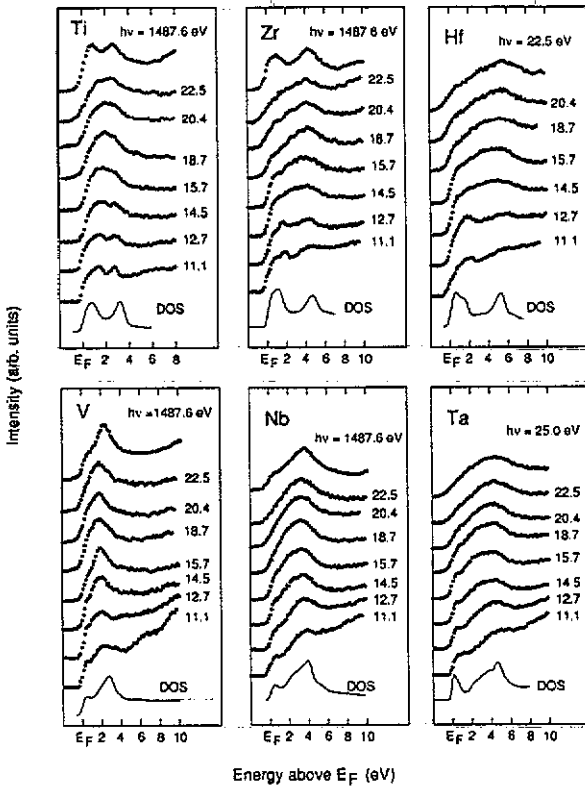 Ti
hν = 1487.6 eV
22.5
20.4
18.7
15.7
14.5
12.7
11.1
DOS
EF 2 4 6 8
Zr
hν = 1487 6 eV
22.5
20.4
18.7
15.7
14.5
12.7
11.1
DOS
EF 2 4 6 8 10
Hf
hν = 22.5 eV
20.4
18.7
15.7
14.5
12.7
11.1
DOS
EF 2 4 6 8 10
Intensity (arb. units)
V
hν =1487.6 eV
22.5
20.4
18.7
15.7
14.5
12.7
11.1
DOS
EF 2 4 6 8 10
Nb
hν = 1487.6 eV
22.5
20.4
18.7
15.7
14.5
12.7
11.1
DOS
EF 2 4 6 8 10
Ta
hν = 25.0 eV
22.5
20.4
18.7
15.7
14 5
12.7
11.1
DOS
EF 2 4 6 8 10
Energy above EF (eV)